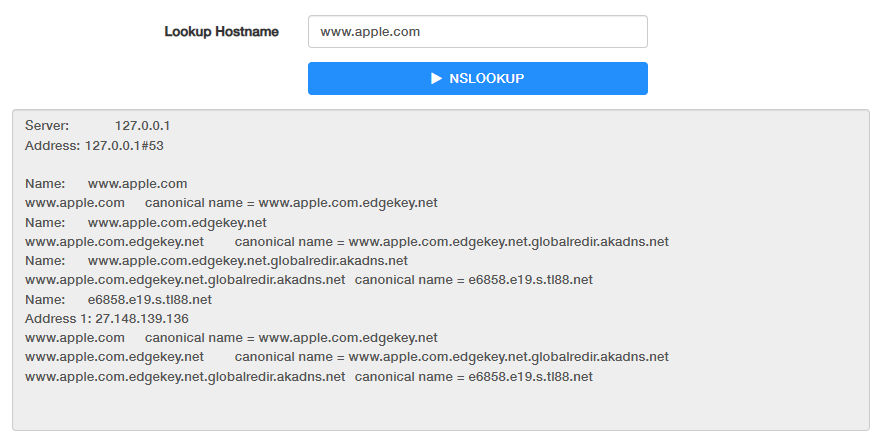 Lookup Hostname www.apple.com
NSLOOKUP
Server: 127.0.0.1
Address: 127.0.0.1#53
Name: www.apple.com
www.apple.com canonical name = www.apple.com.edgekey.net
Name: www.apple.com.edgekey.net
www.apple.com.edgekey.net canonical name = www.apple.com.edgekey.net.globalredir.akadns.net
Name: www.apple.com.edgekey.net.globalredir.akadns.net
www.apple.com.edgekey.net.globalredir.akadns.net canonical name = e6858.e19.s.tl88.net
Name: e6858.e19.s.tl88.net
Address 1: 27.148.139.136
www.apple.com canonical name = www.apple.com.edgekey.net
www.apple.com.edgekey.net canonical name = www.apple.com.edgekey.net.globalredir.akadns.net
www.apple.com.edgekey.net.globalredir.akadns.net canonical name = e6858.e19.s.tl88.net